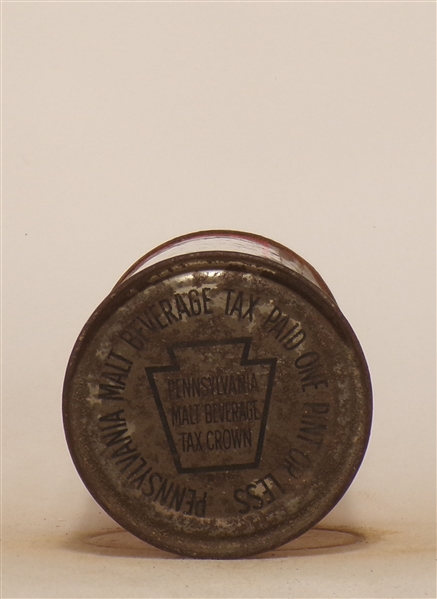 PENNSYLVANIA MALT BEVERAGE TAX PAID ONE PINT OR LESS
PENNSYLVANIA
MALT BEVERAGE
TAX CROWN